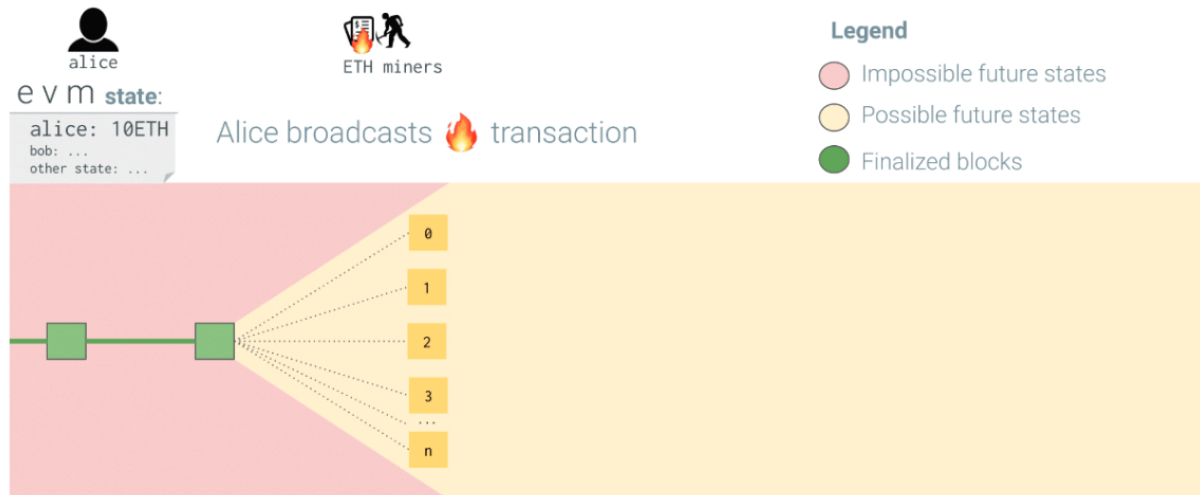 alice
ETH miners
evm state:
alice: 10ETH
bob: ...
other state: ...
Alice broadcasts 🔥 transaction
Legend
Impossible future states
Possible future states
Finalized blocks
0
1
2
3
...
n